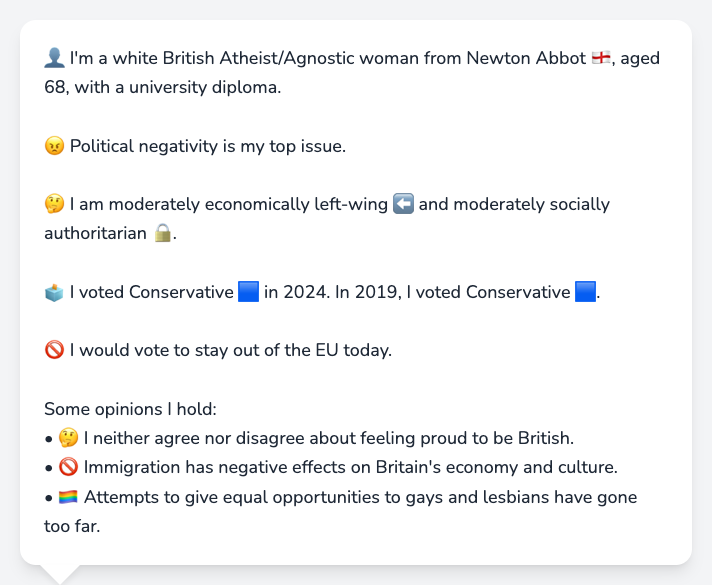 👤 I'm a white British Atheist/Agnostic woman from Newton Abbot 🏴󠁧󠁢󠁥󠁮󠁧󠁿, aged
68, with a university diploma.
😠 Political negativity is my top issue.
🤔 I am moderately economically left-wing ⬅️ and moderately socially
authoritarian 🔒.
🗳️ I voted Conservative 🟦 in 2024. In 2019, I voted Conservative 🟦.
🚫 I would vote to stay out of the EU today.
Some opinions I hold:
• 🤔 I neither agree nor disagree about feeling proud to be British.
• 🚫 Immigration has negative effects on Britain's economy and culture.
• 🏳️‍🌈 Attempts to give equal opportunities to gays and lesbians have gone
too far.